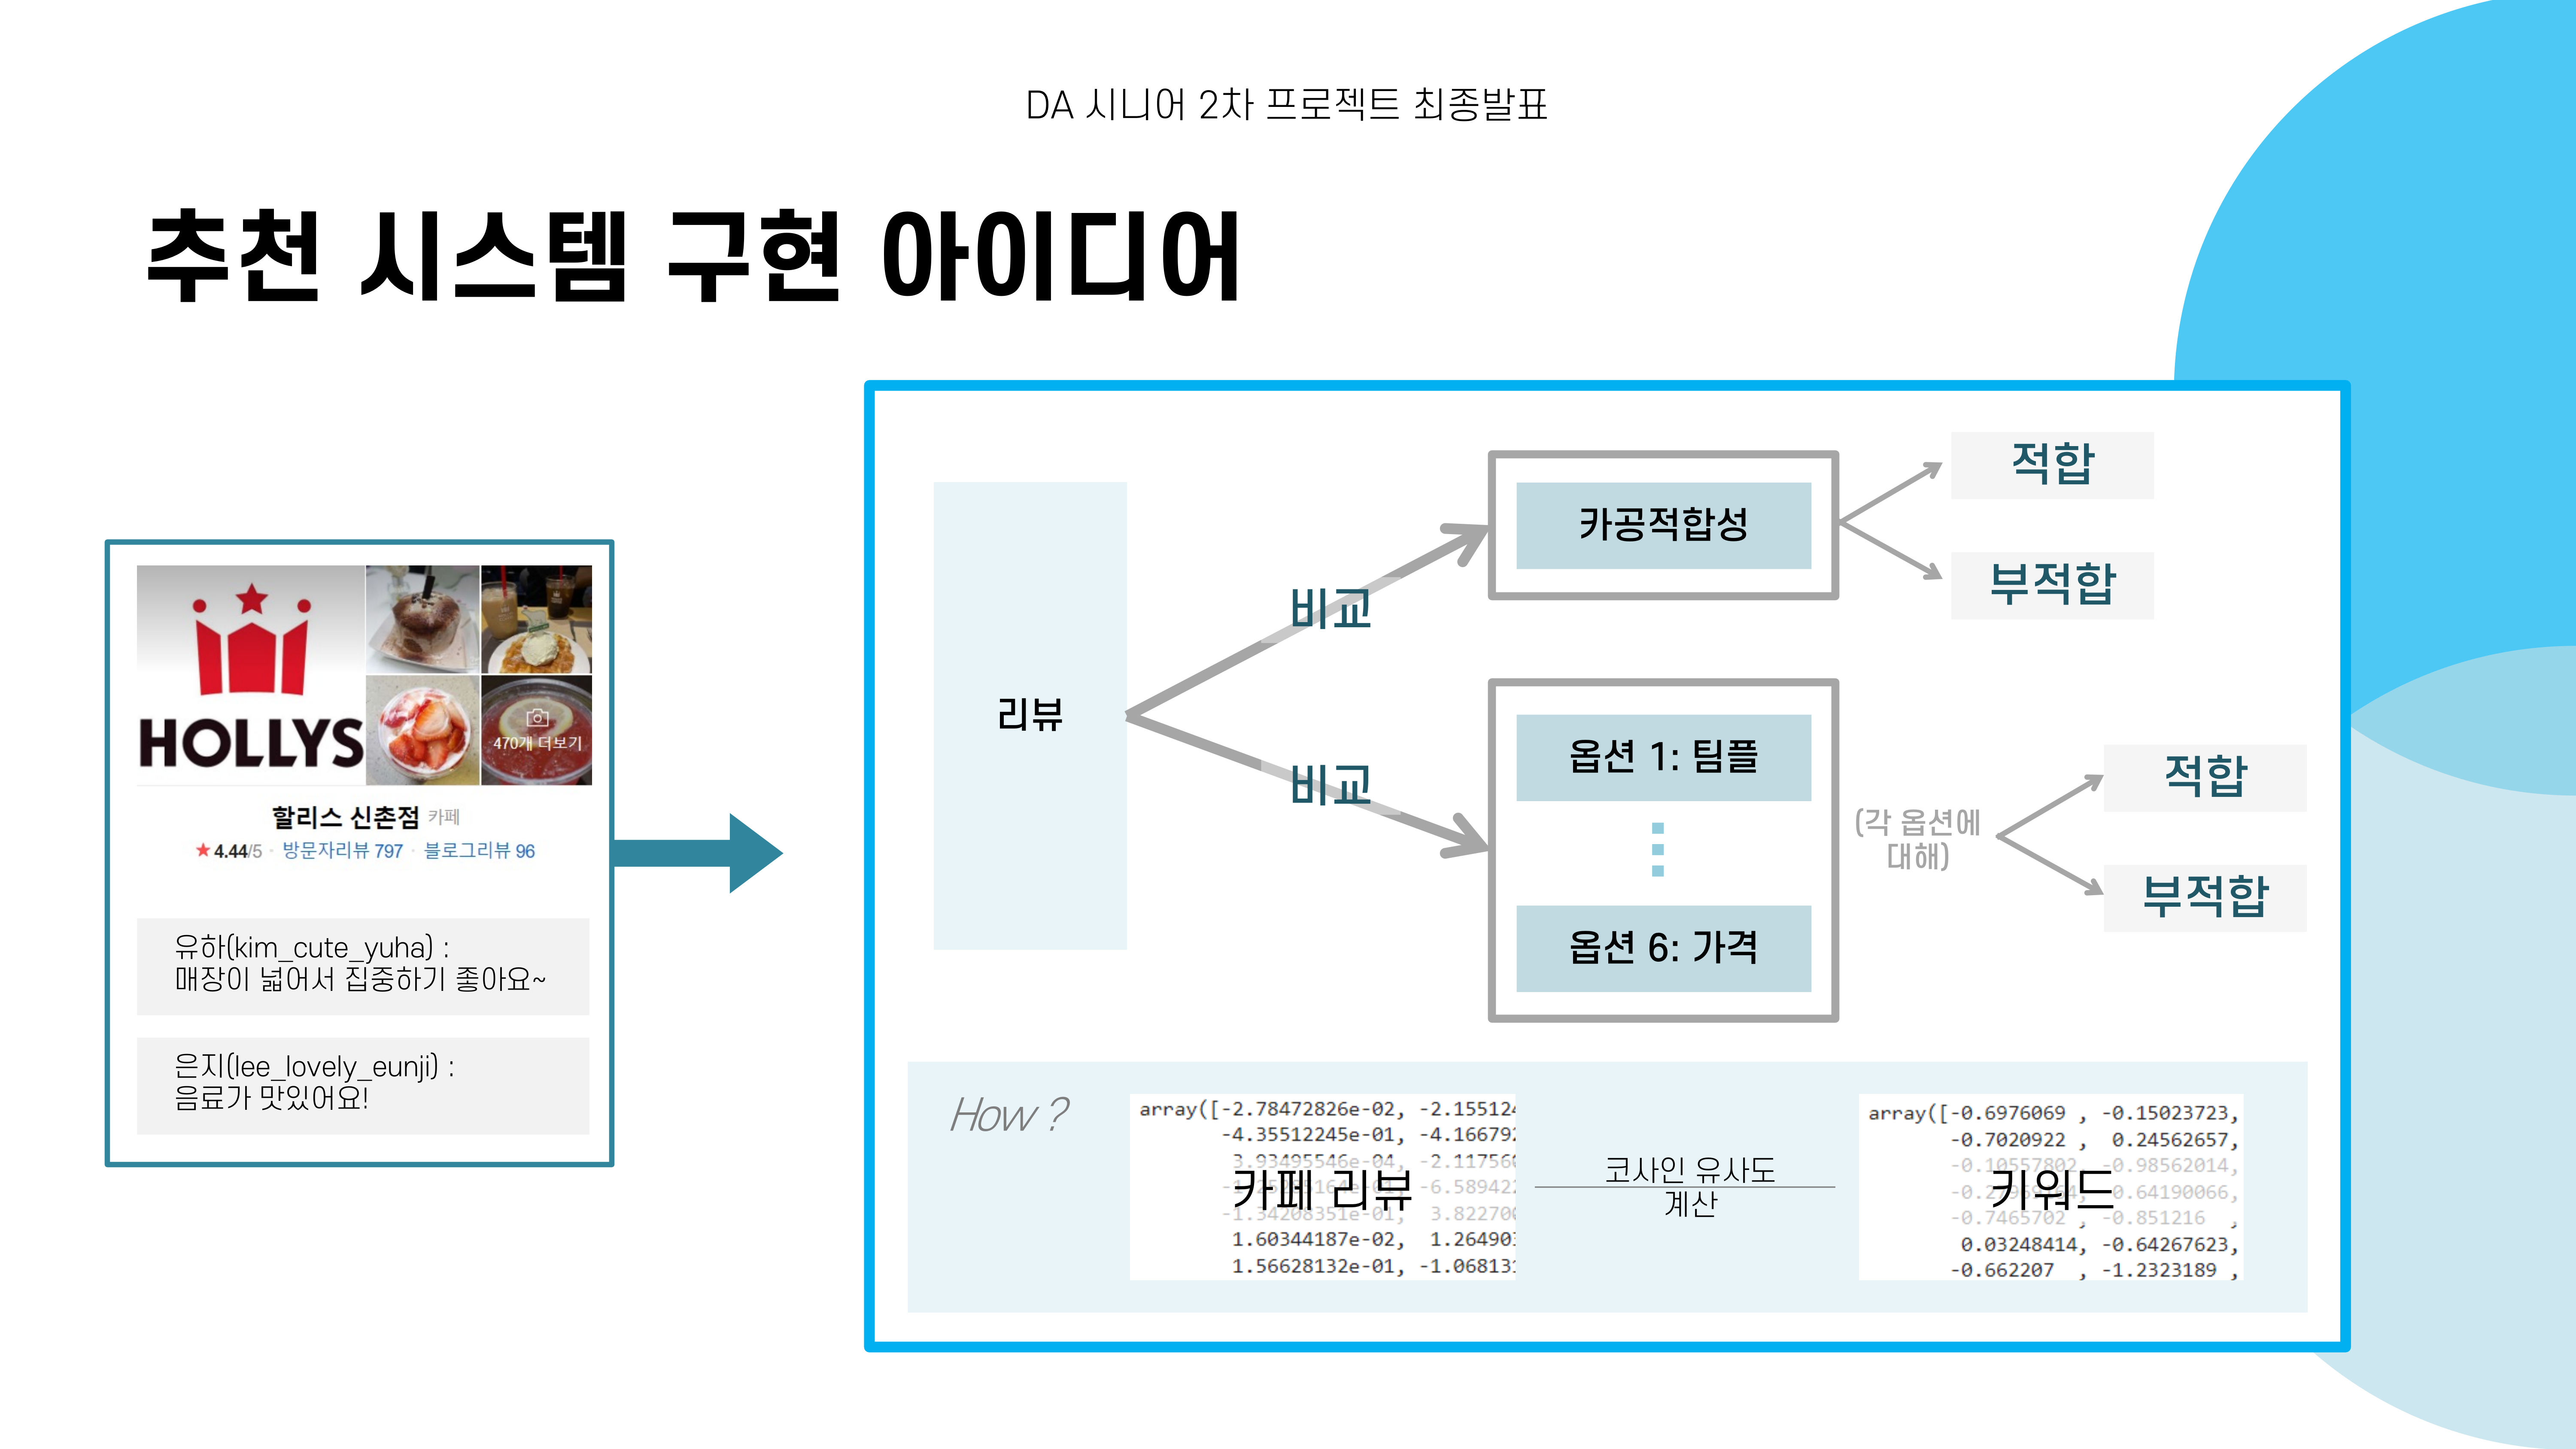 DA 시니어 2차 프로젝트 최종발표
추천 시스템 구현 아이디어
HOLLYS
470개 더보기
할리스 신촌점 카페
★4.44/5 · 방문자리뷰 797 · 블로그리뷰 96
유하(kim_cute_yuha) :
매장이 넓어서 집중하기 좋아요~
은지(lee_lovely_eunji) :
음료가 맛있어요!
리뷰
비교
비교
카공적합성
적합
부적합
옵션 1: 팀플
옵션 6: 가격
(각 옵션에
대해)
적합
부적합
How ?
array([-2.78472826e-02, -2.155124
-4.35512245e-01, -4.166792
3.93495546e-04, -2.117560
-6.589422
-1.34208351e-01, 3.822700
1.60344187e-02, 1.264903
1.56628132e-01, -1.068131
카페 리뷰
코사인 유사도
계산
array([-0.6976069 , -0.15023723,
-0.7020922 , 0.24562657,
-0.10557802, -0.98562014,
-0.64190066,
-0.7465702 , -0.851216 ,
0.03248414, -0.64267623,
-0.662207 , -1.2323189 ,
키워드